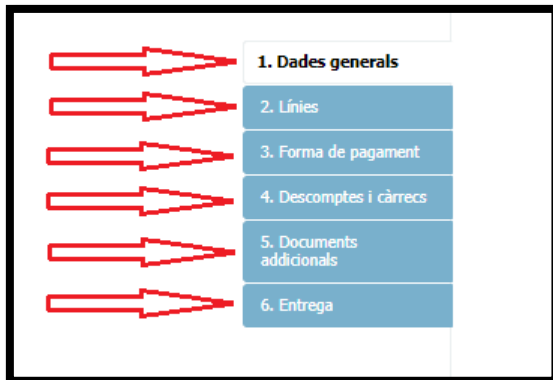 1. Dades generals
2. Línies
3. Forma de pagament
4. Descomptes i càrrecs
5. Documents
addicionals
6. Entrega